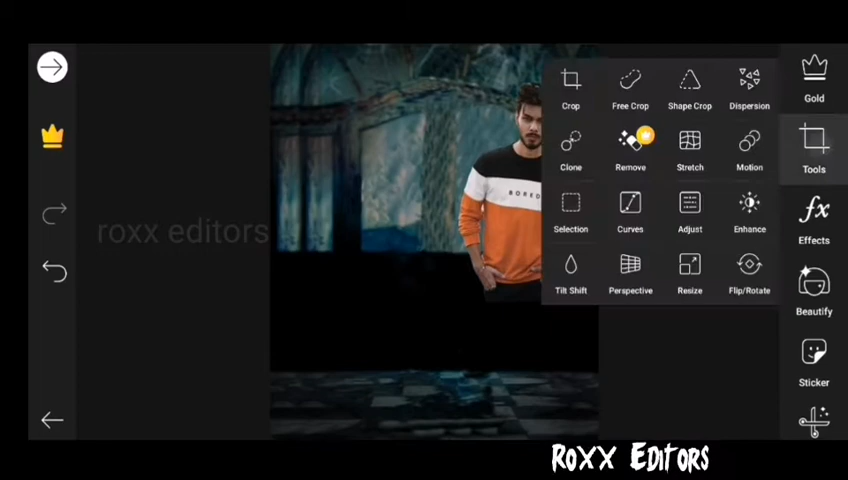 Crop
Free Crop
Shape Crop
Dispersion
Gold
Clone
Remove
Stretch
Motion
Tools
BORED
Selection
Curves
Adjust
Enhance
Effects
roxx editors
Tilt Shift
Perspective
Resize
Flip/Rotate
Beautify
Sticker
Roxx Editors